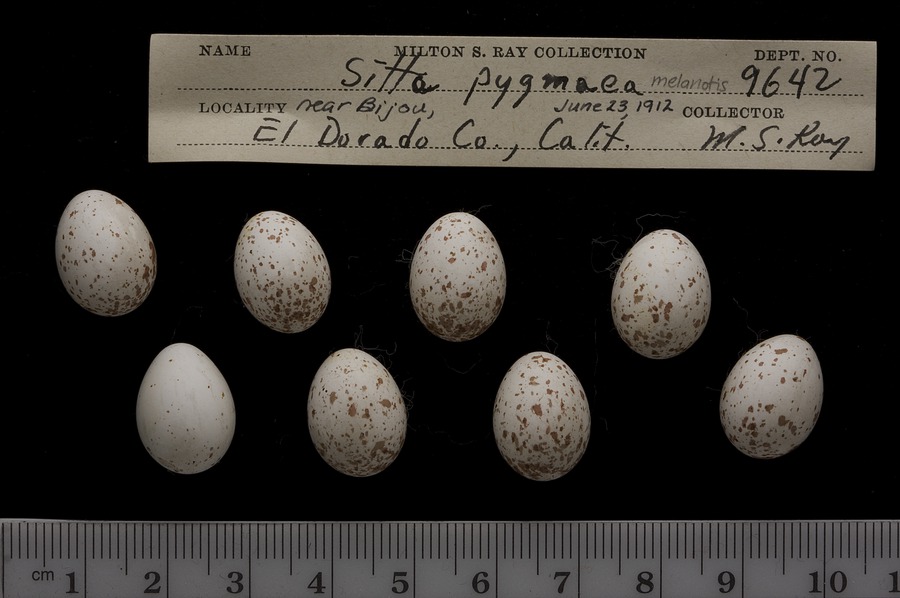 NAME MILTON S. RAY COLLECTION DEPT. NO.
Sitta pygmaea melanotis 9642
LOCALITY near Bijou, June 23, 1912 COLLECTOR
El Dorado Co., Calif. M. S. Ray
cm 1 2 3 4 5 6 7 8 9 10 1